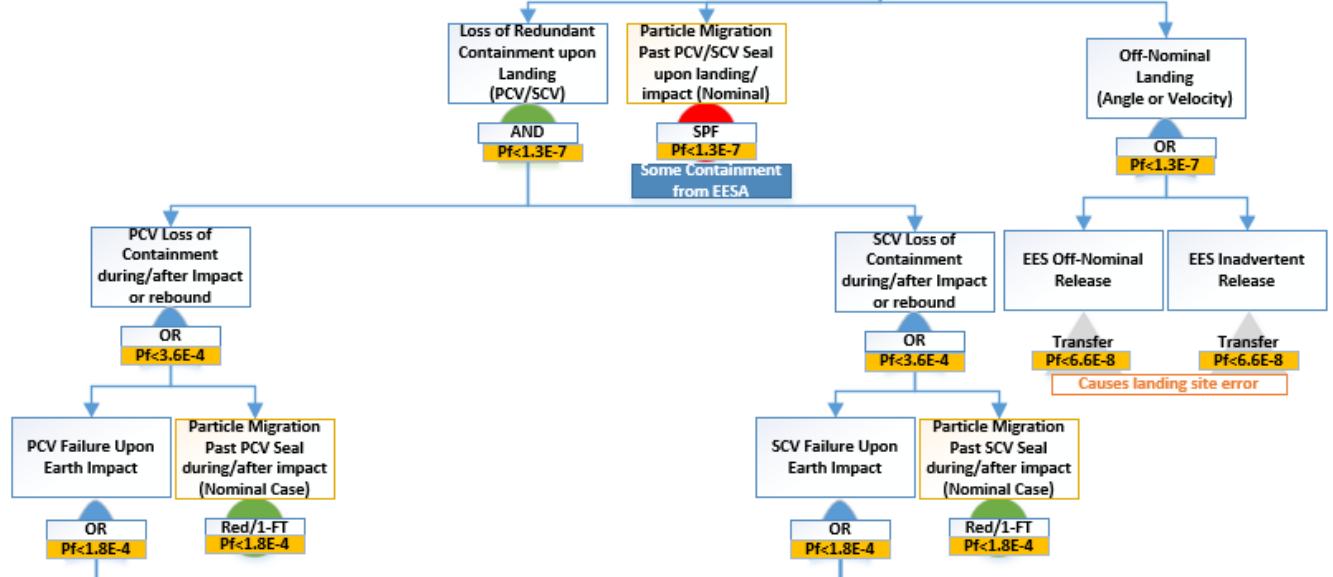 Loss of Redundant
Containment upon
Landing
(PCV/SCV)
AND
Pf<1.3E-7
Particle Migration
Past PCV/SCV Seal
upon landing/
impact (Nominal)
SPF
Pf<1.3E-7
Some Containment
from EESA
Off-Nominal
Landing
(Angle or Velocity)
OR
Pf<1.3E-7
PCV Loss of
Containment
during/after Impact
or rebound
OR
Pf<3.6E-4
SCV Loss of
Containment
during/after Impact
or rebound
OR
Pf<3.6E-4
EES Off-Nominal
Release
Transfer
Pf<6.6E-8
EES Inadvertent
Release
Transfer
Pf<6.6E-8
Causes landing site error
PCV Failure Upon
Earth Impact
OR
Pf<1.8E-4
Particle Migration
Past PCV Seal
during/after impact
(Nominal Case)
Red/1-FT
Pf<1.8E-4
SCV Failure Upon
Earth Impact
OR
Pf<1.8E-4
Particle Migration
Past SCV Seal
during/after impact
(Nominal Case)
Red/1-FT
Pf<1.8E-4